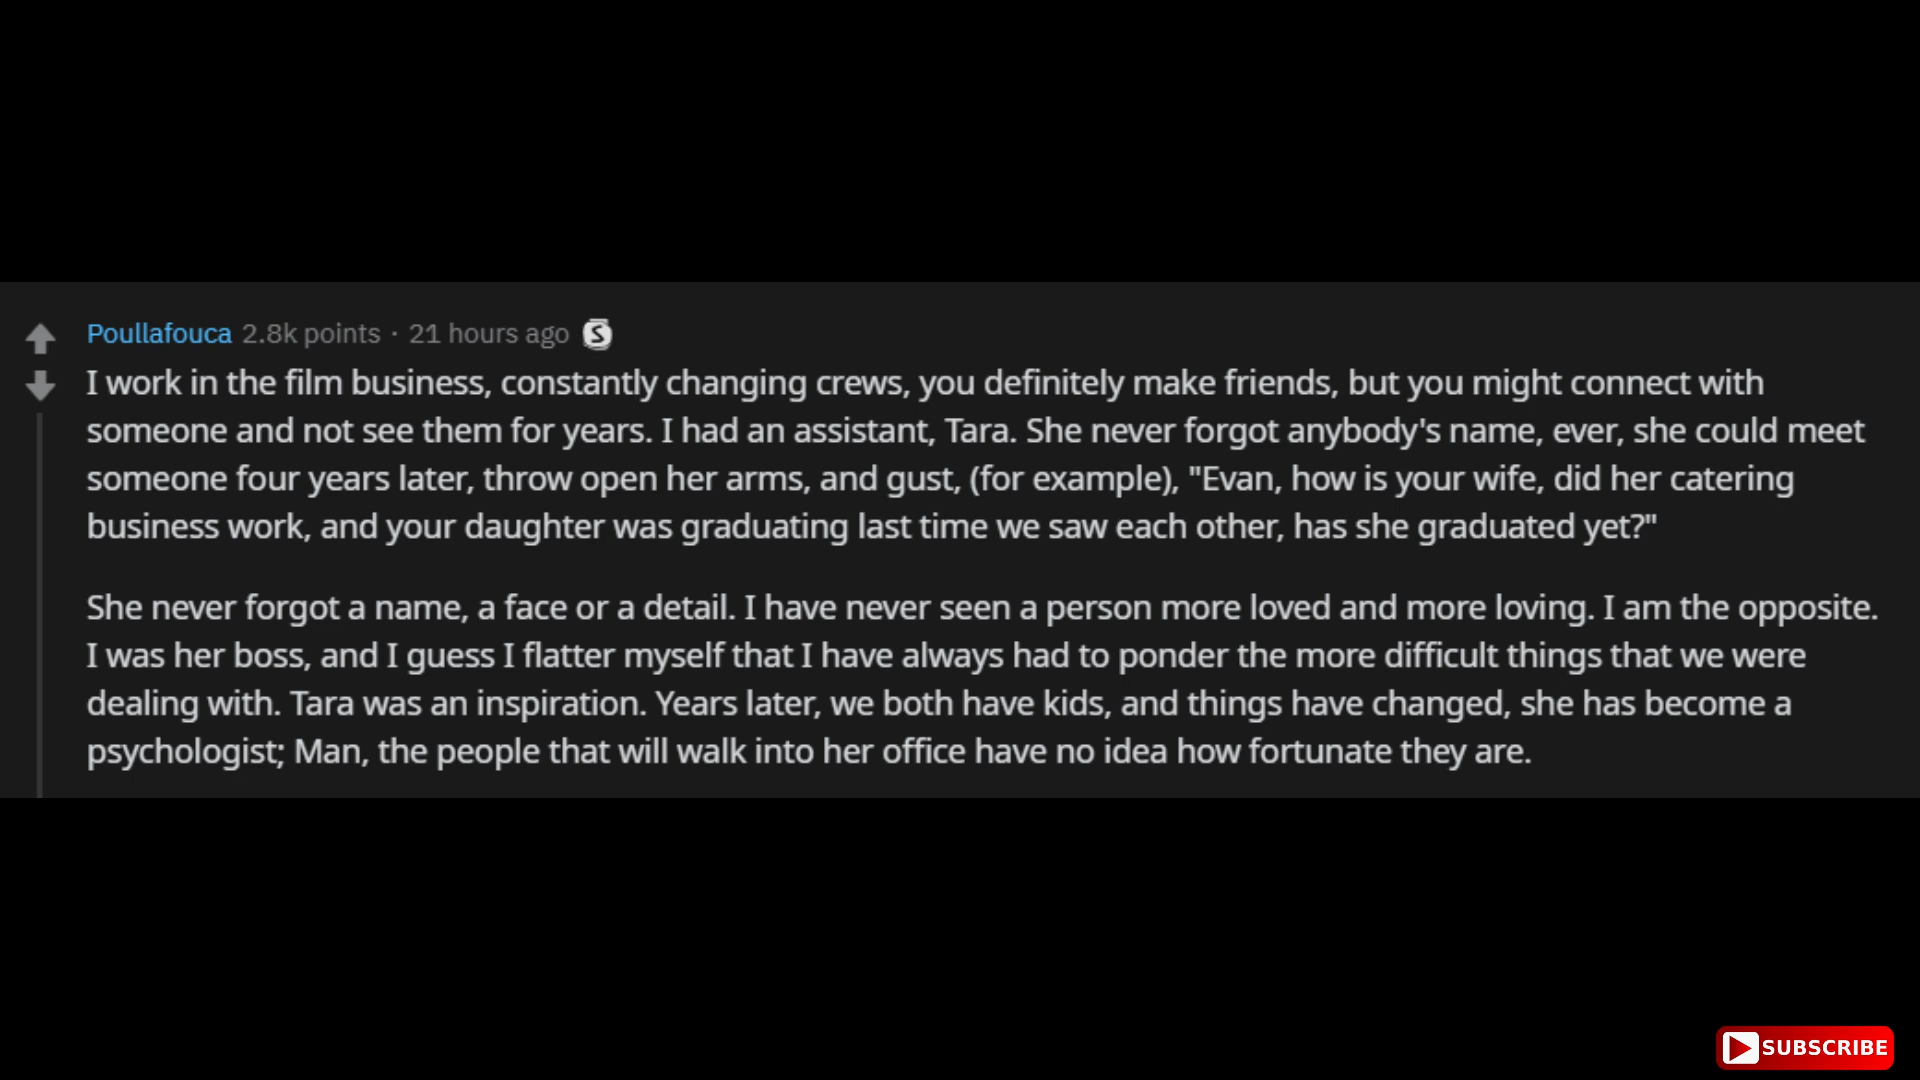 Poullafouca 2.8k points · 21 hours ago S
I work in the film business, constantly changing crews, you definitely make friends, but you might connect with
someone and not see them for years. I had an assistant, Tara. She never forgot anybody's name, ever, she could meet
someone four years later, throw open her arms, and gust, (for example), "Evan, how is your wife, did her catering
business work, and your daughter was graduating last time we saw each other, has she graduated yet?"
She never forgot a name, a face or a detail. I have never seen a person more loved and more loving. I am the opposite.
I was her boss, and I guess I flatter myself that I have always had to ponder the more difficult things that we were
dealing with. Tara was an inspiration. Years later, we both have kids, and things have changed, she has become a
psychologist; Man, the people that will walk into her office have no idea how fortunate they are.
SUBSCRIBE